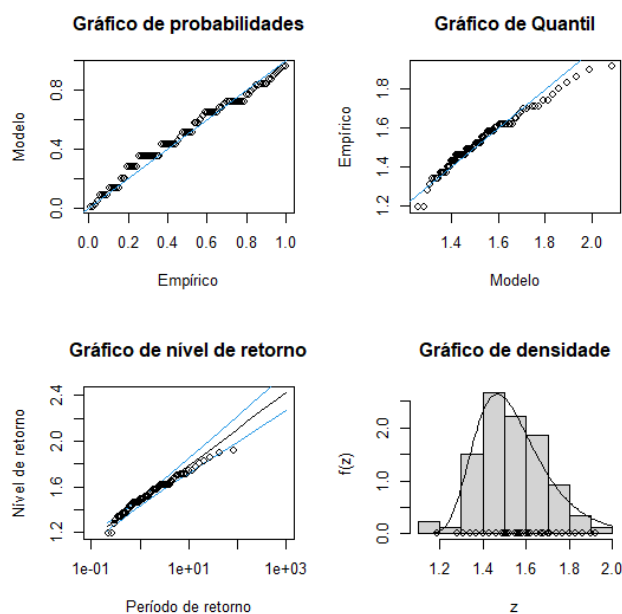 Gráfico de probabilidades
Modelo
0.0 0.4 0.8
0.0 0.2 0.4 0.6 0.8 1.0
Empírico
Gráfico de Quantil
Empírico
1.2 1.4 1.6 1.8
1.4 1.6 1.8 2.0
Modelo
Gráfico de nível de retorno
Nível de retorno
1.2 1.6 2.0 2.4
1e-01 1e+01 1e+03
Período de retorno
Gráfico de densidade
f(z)
0.0 1.0 2.0
1.2 1.4 1.6 1.8 2.0
z